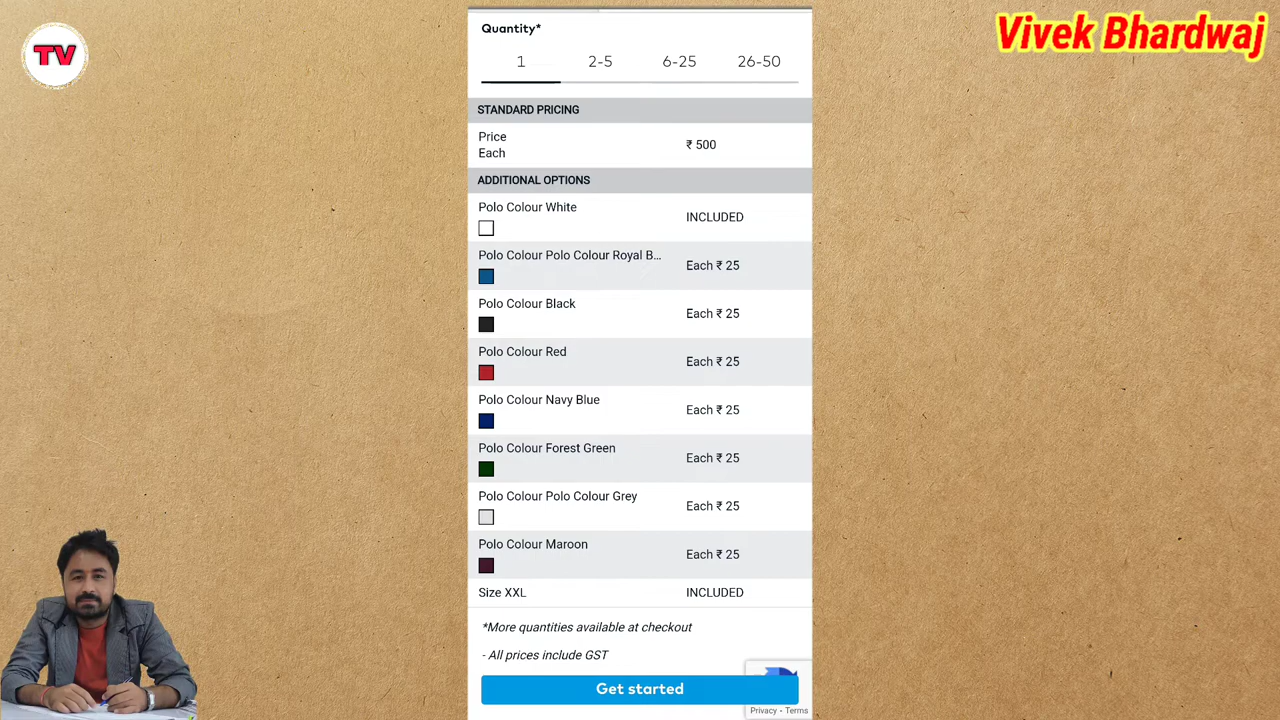 TV
Vivek Bhardwaj
Quantity*
1 2-5 6-25 26-50
STANDARD PRICING
Price
Each
₹ 500
ADDITIONAL OPTIONS
Polo Colour White
INCLUDED
Polo Colour Polo Colour Royal B...
Each ₹ 25
Polo Colour Black
Each ₹ 25
Polo Colour Red
Each ₹ 25
Polo Colour Navy Blue
Each ₹ 25
Polo Colour Forest Green
Each ₹ 25
Polo Colour Polo Colour Grey
Each ₹ 25
Polo Colour Maroon
Each ₹ 25
Size XXL INCLUDED
*More quantities available at checkout
- All prices include GST
Get started
Privacy - Terms